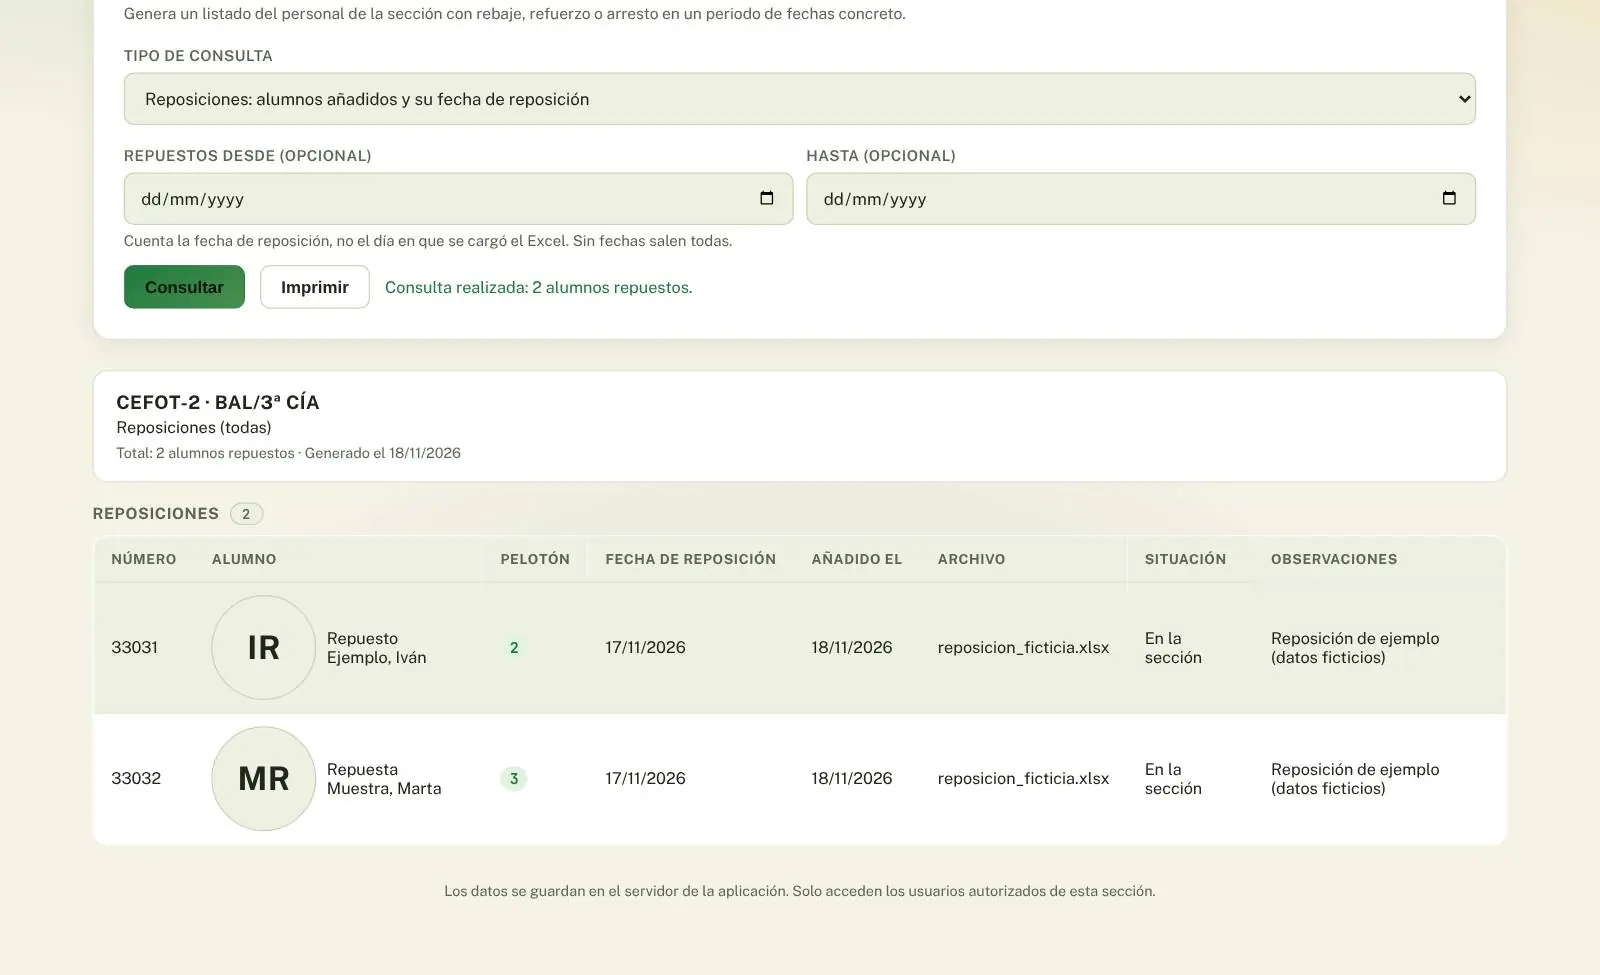 Genera un listado del personal de la sección con rebaje, refuerzo o arresto en un periodo de fechas concreto.
TIPO DE CONSULTA
Reposiciones: alumnos añadidos y su fecha de reposición
REPUESTOS DESDE (OPCIONAL) HASTA (OPCIONAL)
dd/mm/yyyy dd/mm/yyyy
Cuenta la fecha de reposición, no el día en que se cargó el Excel. Sin fechas salen todas.
Consultar Imprimir Consulta realizada: 2 alumnos repuestos.
CEFOT-2 · BAL/3ª CÍA
Reposiciones (todas)
Total: 2 alumnos repuestos · Generado el 18/11/2026
REPOSICIONES 2
NÚMERO ALUMNO PELOTÓN FECHA DE REPOSICIÓN AÑADIDO EL ARCHIVO SITUACIÓN OBSERVACIONES
33031 IR Repuesto Ejemplo, Iván 2 17/11/2026 18/11/2026 reposicion_ficticia.xlsx En la sección Reposición de ejemplo (datos ficticios)
33032 MR Repuesta Muestra, Marta 3 17/11/2026 18/11/2026 reposicion_ficticia.xlsx En la sección Reposición de ejemplo (datos ficticios)
Los datos se guardan en el servidor de la aplicación. Solo acceden los usuarios autorizados de esta sección.